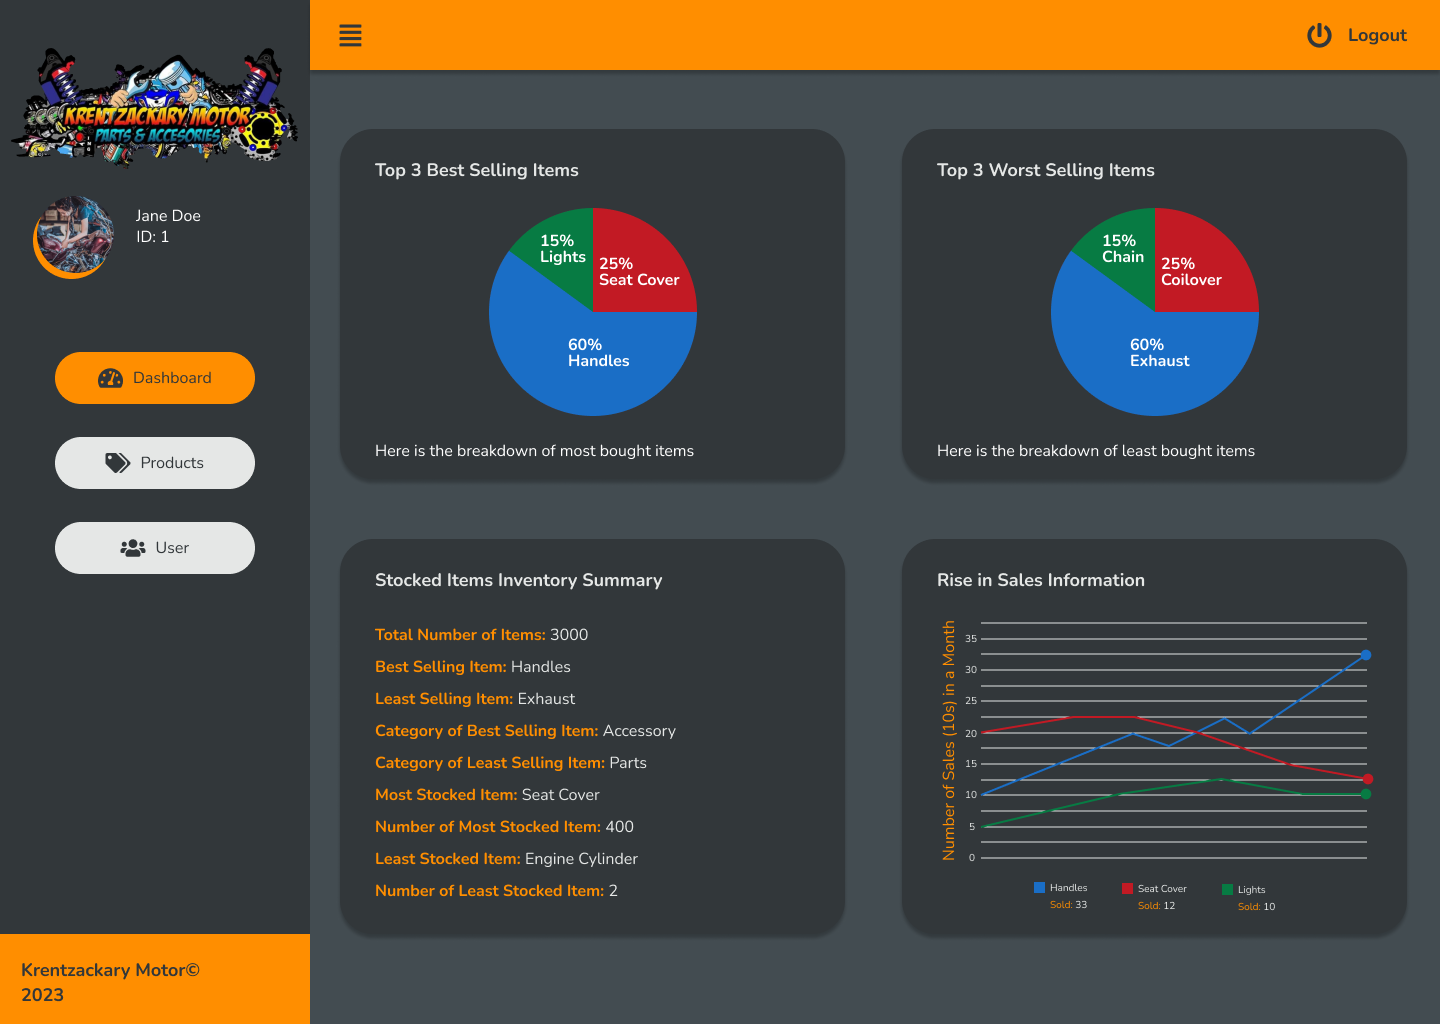 KRENTZACKARY MOTOR
PARTS & ACCESORIES
Jane Doe
ID: 1
Dashboard
Products
User
Krentzackary Motor©
2023
Logout
Top 3 Best Selling Items
15%
Lights
25%
Seat Cover
60%
Handles
Here is the breakdown of most bought items
Top 3 Worst Selling Items
15%
Chain
25%
Coilover
60%
Exhaust
Here is the breakdown of least bought items
Stocked Items Inventory Summary
Total Number of Items: 3000
Best Selling Item: Handles
Least Selling Item: Exhaust
Category of Best Selling Item: Accessory
Category of Least Selling Item: Parts
Most Stocked Item: Seat Cover
Number of Most Stocked Item: 400
Least Stocked Item: Engine Cylinder
Number of Least Stocked Item: 2
Rise in Sales Information
Number of Sales (10s) in a Month
35
30
25
20
15
10
5
0
Handles
Sold: 33
Seat Cover
Sold: 12
Lights
Sold: 10